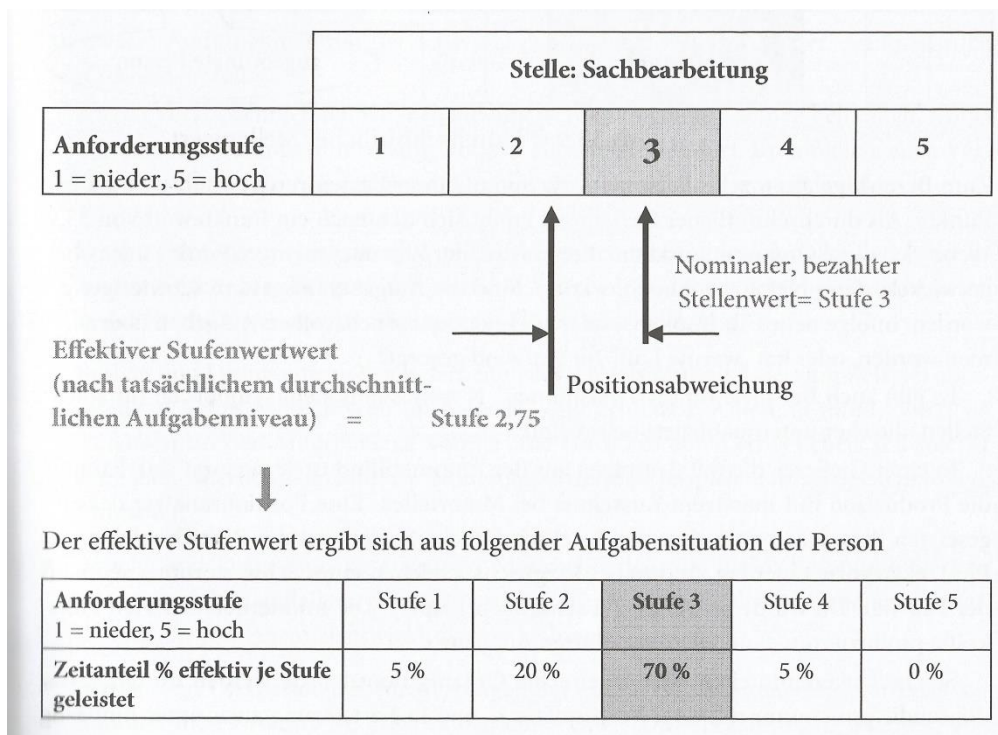 Stelle: Sachbearbeitung
Anforderungsstufe 1 2 3 4 5
1 = nieder, 5 = hoch
Nominaler, bezahlter
Stellenwert= Stufe 3
Effektiver Stufenwertwert
(nach tatsächlichem durchschnitt-
lichen Aufgabenniveau) = Stufe 2,75
Positionsabweichung
Der effektive Stufenwert ergibt sich aus folgender Aufgabensituation der Person
Anforderungsstufe Stufe 1 Stufe 2 Stufe 3 Stufe 4 Stufe 5
1 = nieder, 5 = hoch
Zeitanteil % effektiv je Stufe 5 % 20 % 70 % 5 % 0 %
geleistet